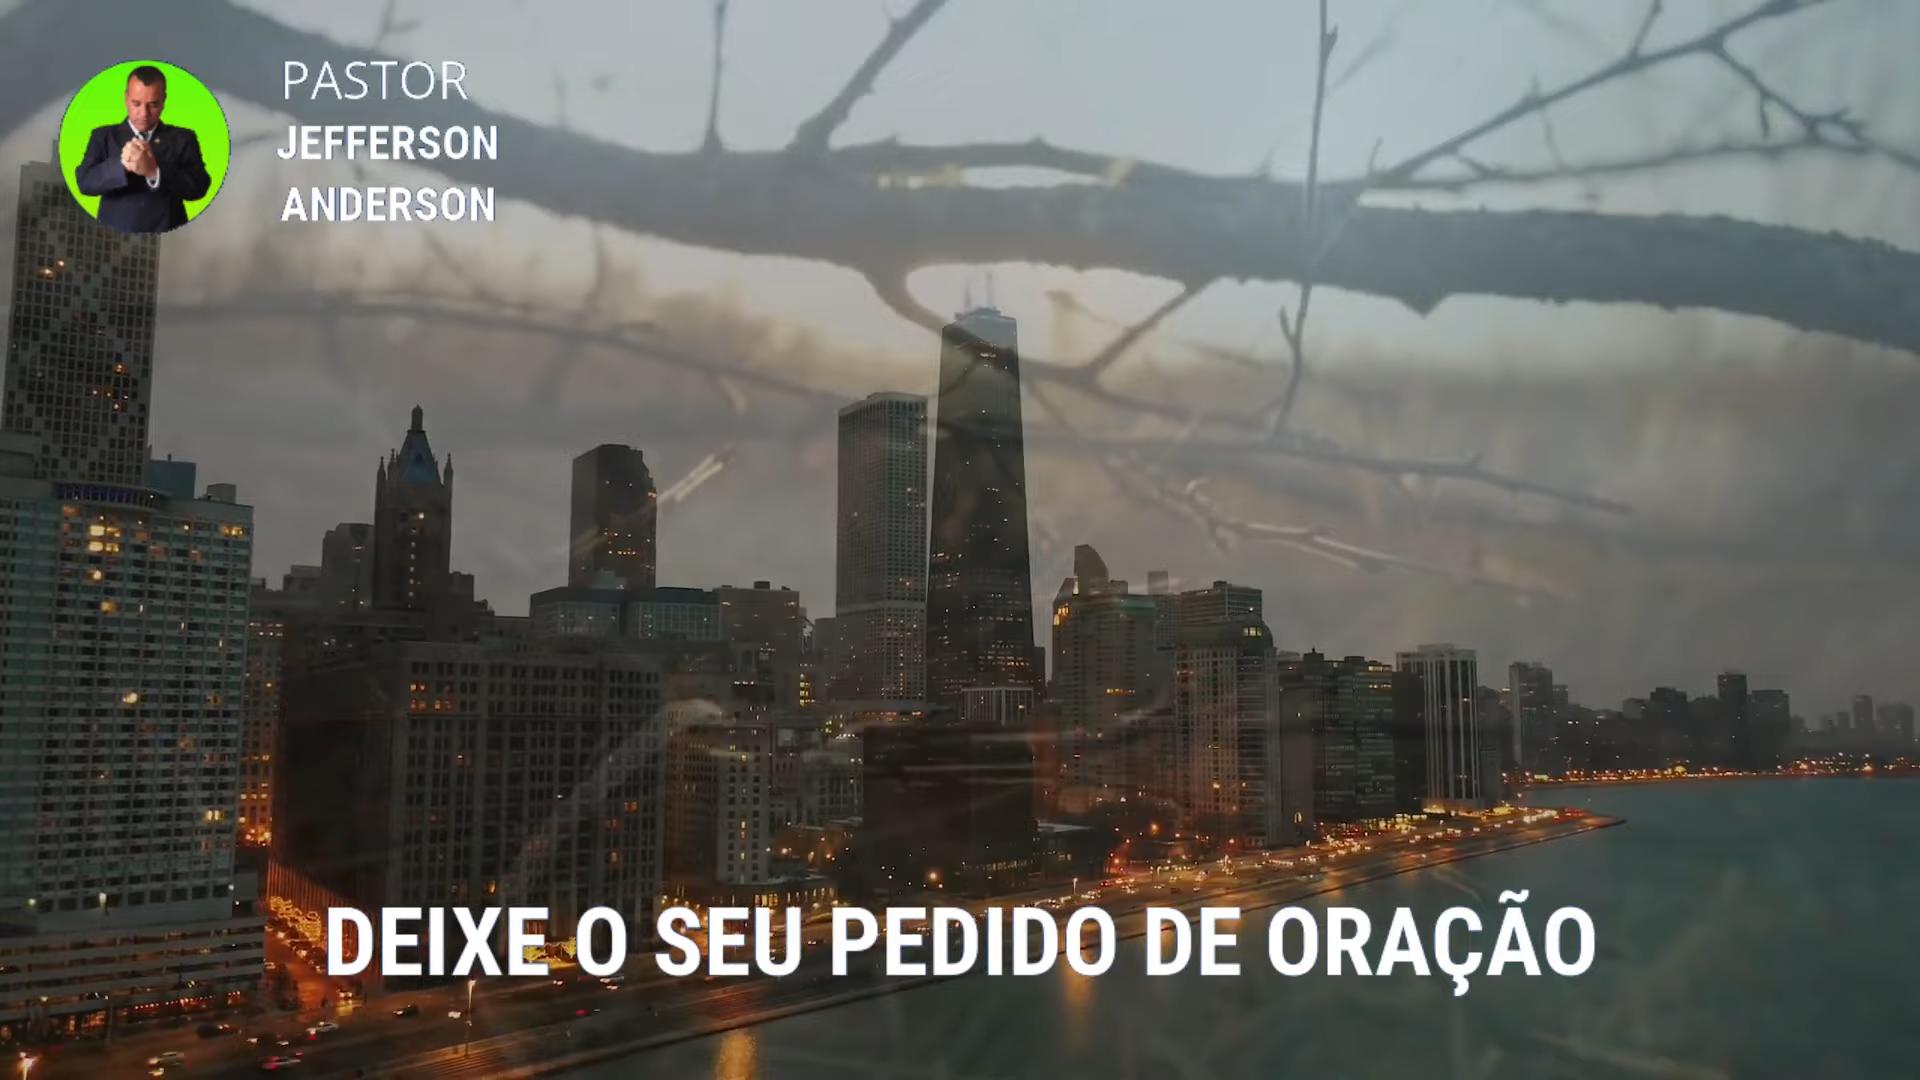 PASTOR
JEFFERSON
ANDERSON
DEIXE O SEU PEDIDO DE ORAÇÃO